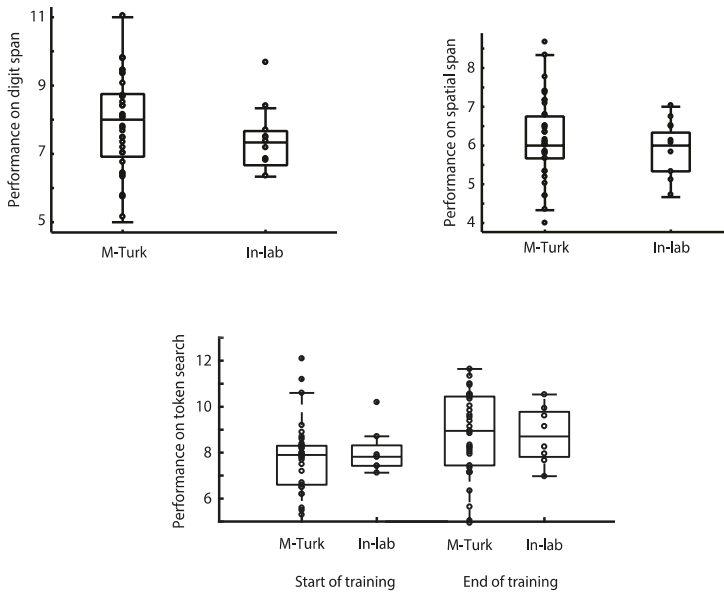 Performance on digit span
11
9
7
5
M-Turk
In-lab
Performance on spatial span
8
7
6
5
4
M-Turk
In-lab
Performance on token search
12
10
8
6
M-Turk
In-lab
M-Turk
In-lab
Start of training
End of training